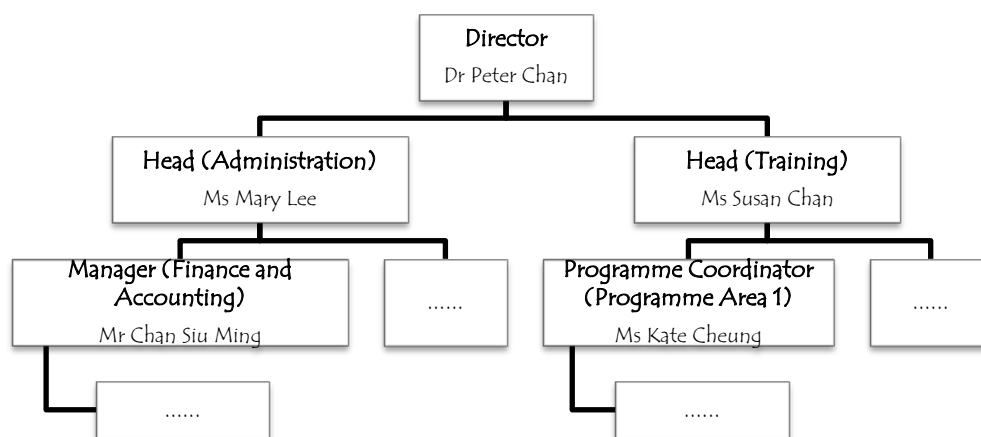 Director
Dr Peter Chan
Head (Administration)
Ms Mary Lee
Head (Training)
Ms Susan Chan
Manager (Finance and
Accounting)
Mr Chan Siu Ming
......
Programme Coordinator
(Programme Area 1)
Ms Kate Cheung
......
......
......